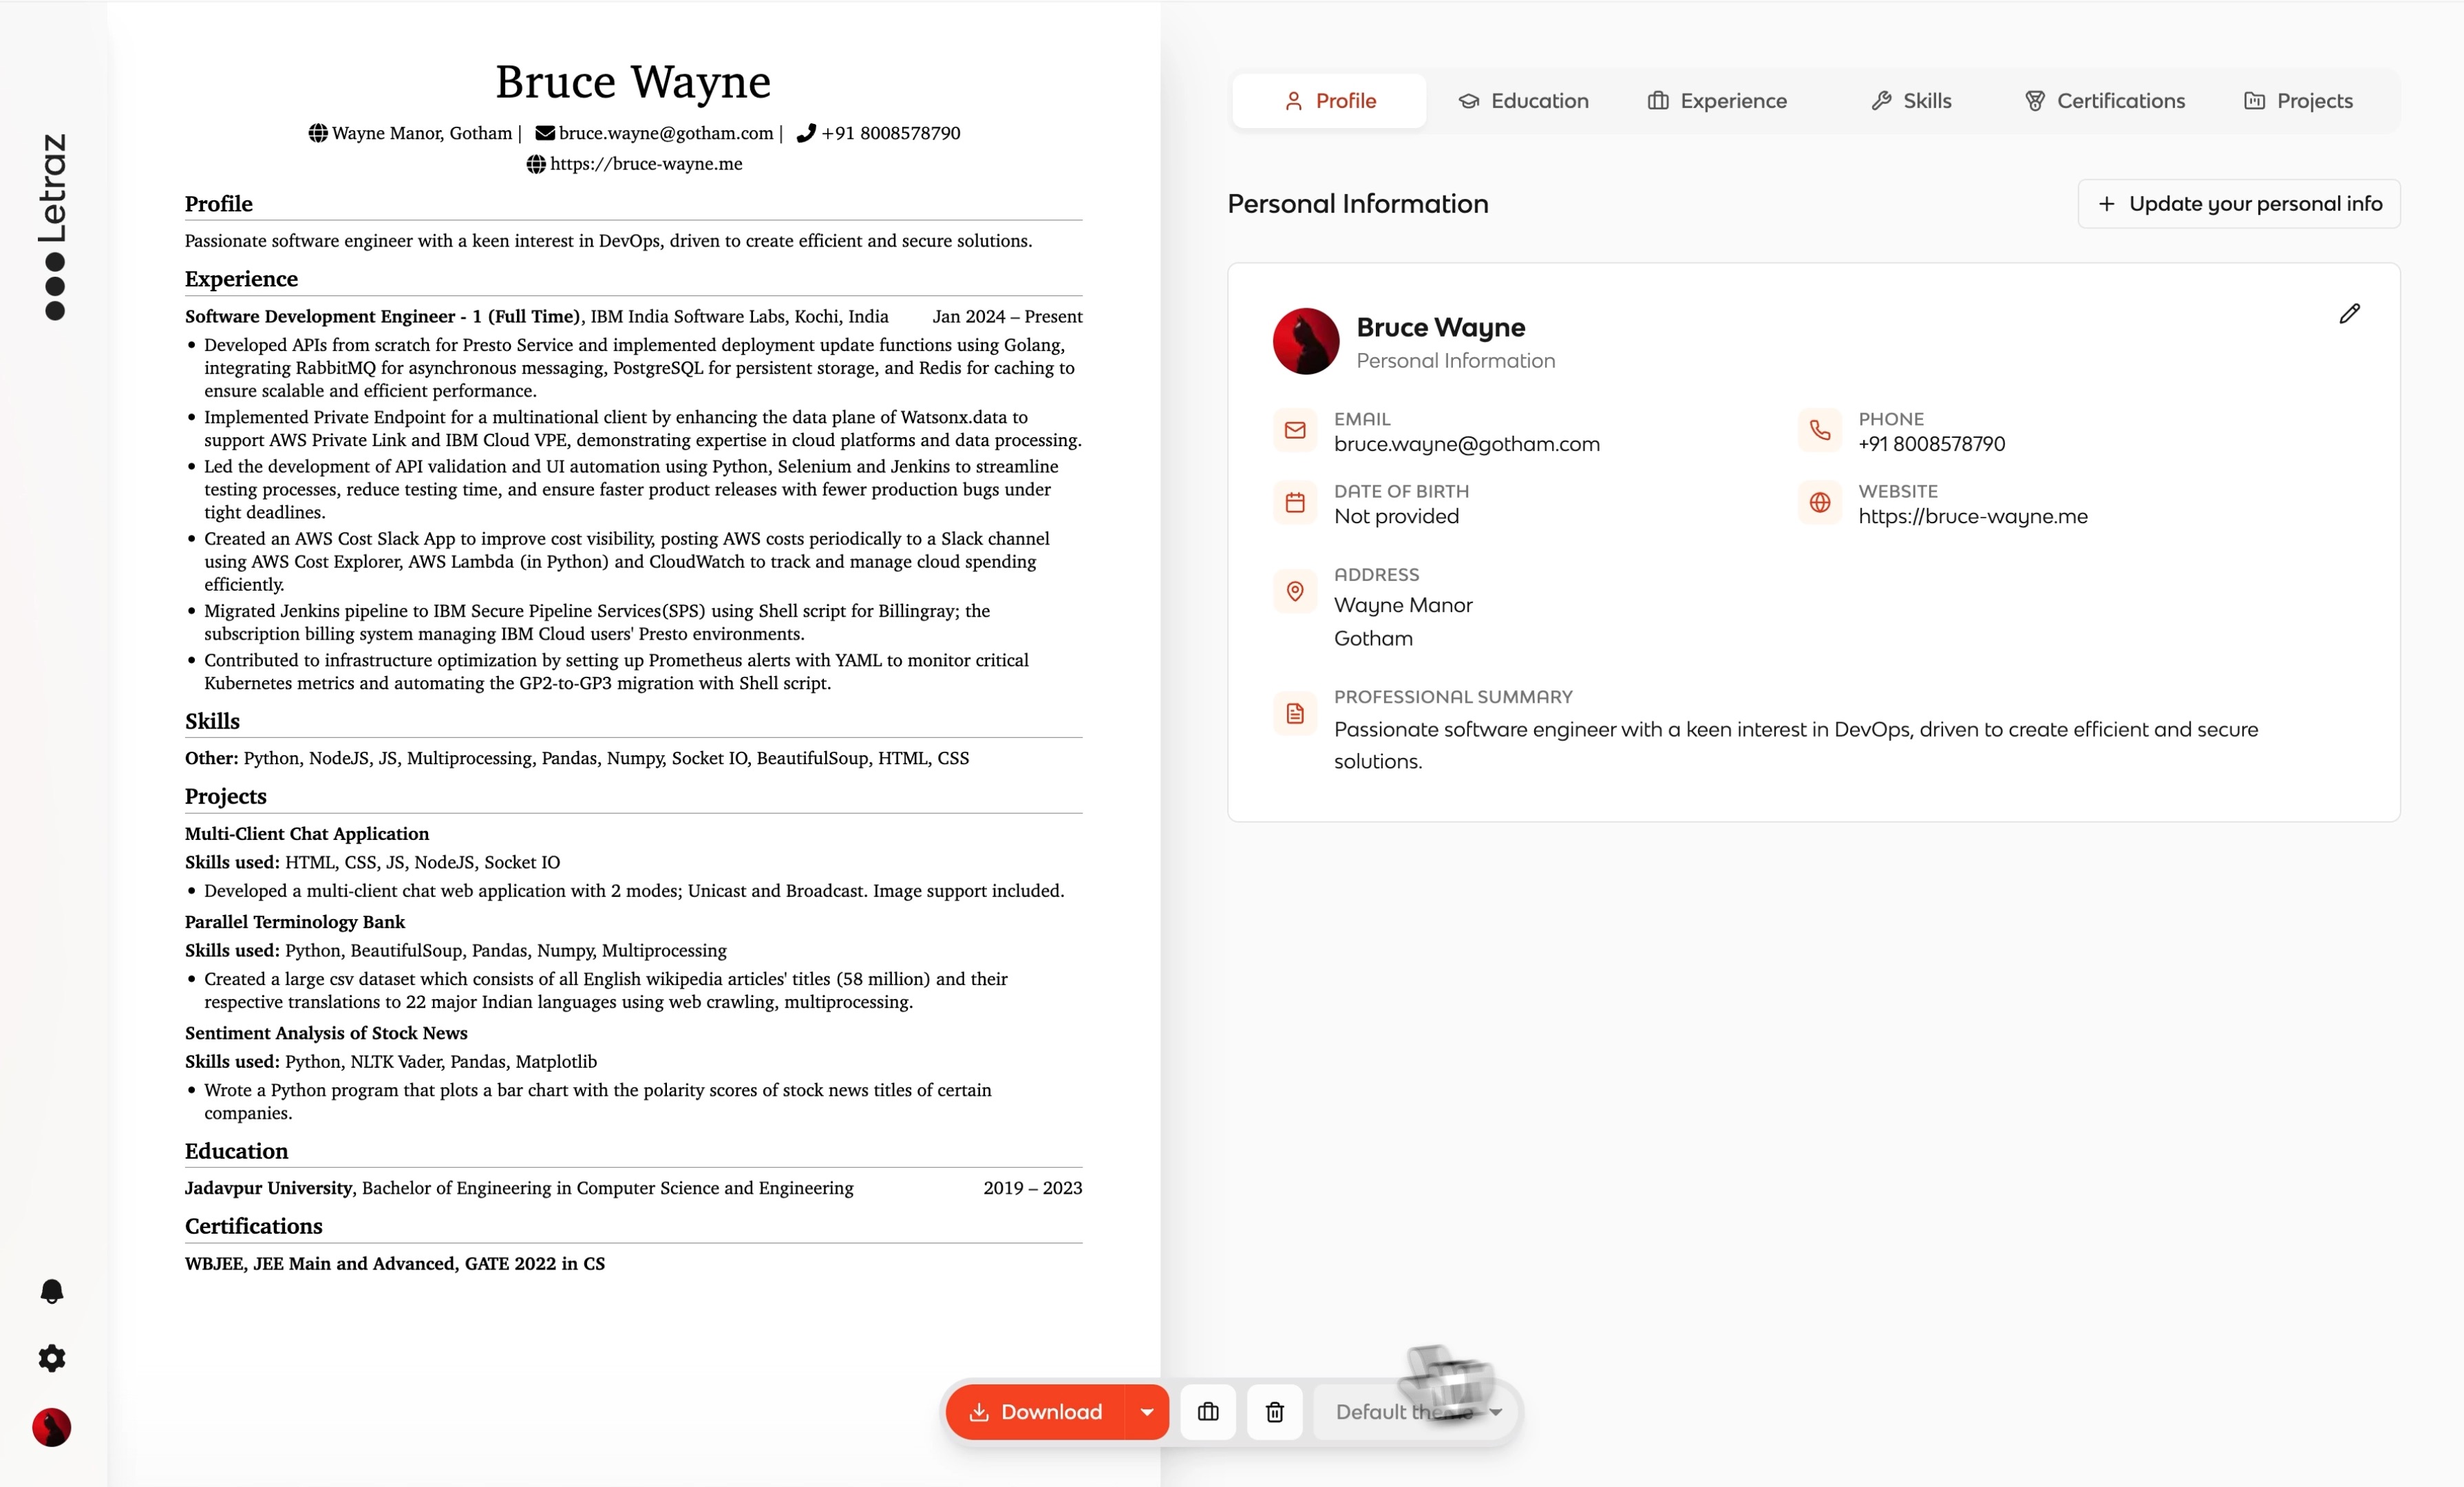 Letraz
Bruce Wayne
Wayne Manor, Gotham | bruce.wayne@gotham.com | +91 8008578790
https://bruce-wayne.me
Profile
Passionate software engineer with a keen interest in DevOps, driven to create efficient and secure solutions.
Experience
Software Development Engineer - 1 (Full Time), IBM India Software Labs, Kochi, India Jan 2024 – Present
• Developed APIs from scratch for Presto Service and implemented deployment update functions using Golang,
integrating RabbitMQ for asynchronous messaging, PostgreSQL for persistent storage, and Redis for caching to
ensure scalable and efficient performance.
• Implemented Private Endpoint for a multinational client by enhancing the data plane of Watsonx.data to
support AWS Private Link and IBM Cloud VPE, demonstrating expertise in cloud platforms and data processing.
• Led the development of API validation and UI automation using Python, Selenium and Jenkins to streamline
testing processes, reduce testing time, and ensure faster product releases with fewer production bugs under
tight deadlines.
• Created an AWS Cost Slack App to improve cost visibility, posting AWS costs periodically to a Slack channel
using AWS Cost Explorer, AWS Lambda (in Python) and CloudWatch to track and manage cloud spending
efficiently.
• Migrated Jenkins pipeline to IBM Secure Pipeline Services(SPS) using Shell script for Billingray; the
subscription billing system managing IBM Cloud users' Presto environments.
• Contributed to infrastructure optimization by setting up Prometheus alerts with YAML to monitor critical
Kubernetes metrics and automating the GP2-to-GP3 migration with Shell script.
Skills
Other: Python, NodeJS, JS, Multiprocessing, Pandas, Numpy, Socket IO, BeautifulSoup, HTML, CSS
Projects
Multi-Client Chat Application
Skills used: HTML, CSS, JS, NodeJS, Socket IO
• Developed a multi-client chat web application with 2 modes; Unicast and Broadcast. Image support included.
Parallel Terminology Bank
Skills used: Python, BeautifulSoup, Pandas, Numpy, Multiprocessing
• Created a large csv dataset which consists of all English wikipedia articles' titles (58 million) and their
respective translations to 22 major Indian languages using web crawling, multiprocessing.
Sentiment Analysis of Stock News
Skills used: Python, NLTK Vader, Pandas, Matplotlib
• Wrote a Python program that plots a bar chart with the polarity scores of stock news titles of certain
companies.
Education
Jadavpur University, Bachelor of Engineering in Computer Science and Engineering 2019 – 2023
Certifications
WBJEE, JEE Main and Advanced, GATE 2022 in CS
Profile Education Experience Skills Certifications Projects
Personal Information
+ Update your personal info
Bruce Wayne
Personal Information
EMAIL
bruce.wayne@gotham.com
PHONE
+91 8008578790
DATE OF BIRTH
Not provided
WEBSITE
https://bruce-wayne.me
ADDRESS
Wayne Manor
Gotham
PROFESSIONAL SUMMARY
Passionate software engineer with a keen interest in DevOps, driven to create efficient and secure
solutions.
Download
Default